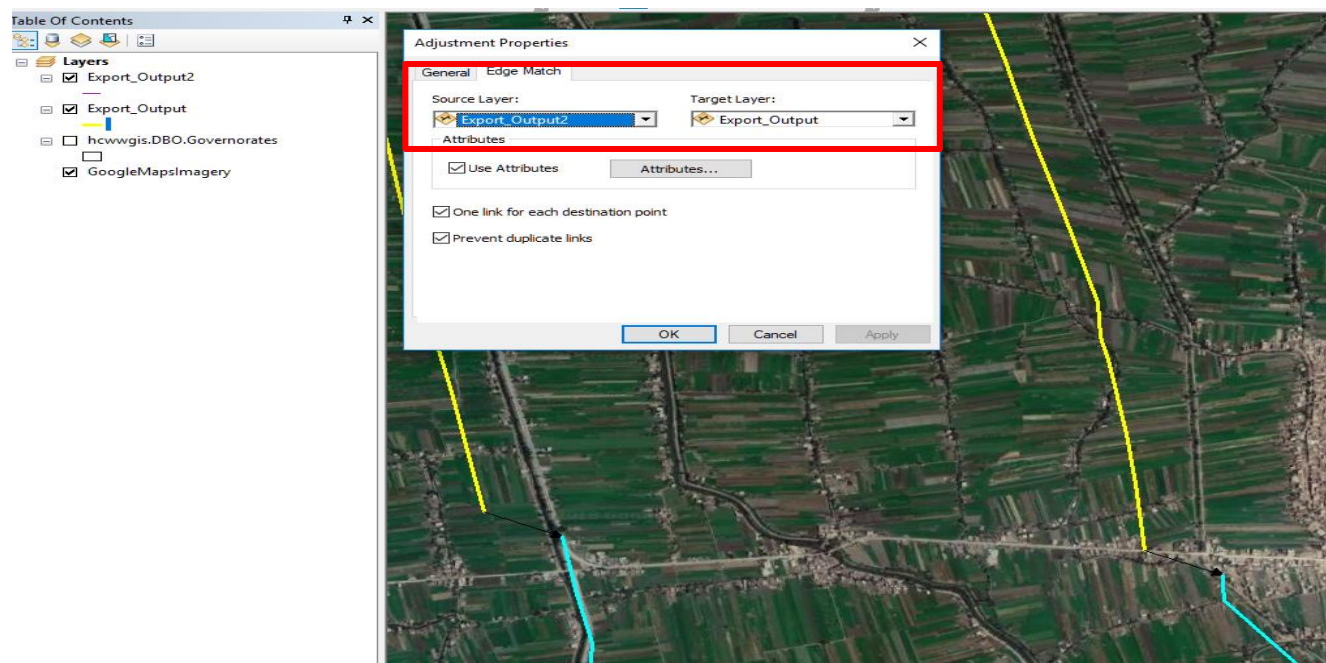 Table Of Contents
Layers
Export_Output2
Export_Output
hcwwgis.DBO.Governorates
GoogleMapsImagery
Adjustment Properties
General Edge Match
Source Layer: Target Layer:
Export_Output2 Export_Output
Attributes
Use Attributes Attributes...
One link for each destination point
Prevent duplicate links
OK Cancel Apply